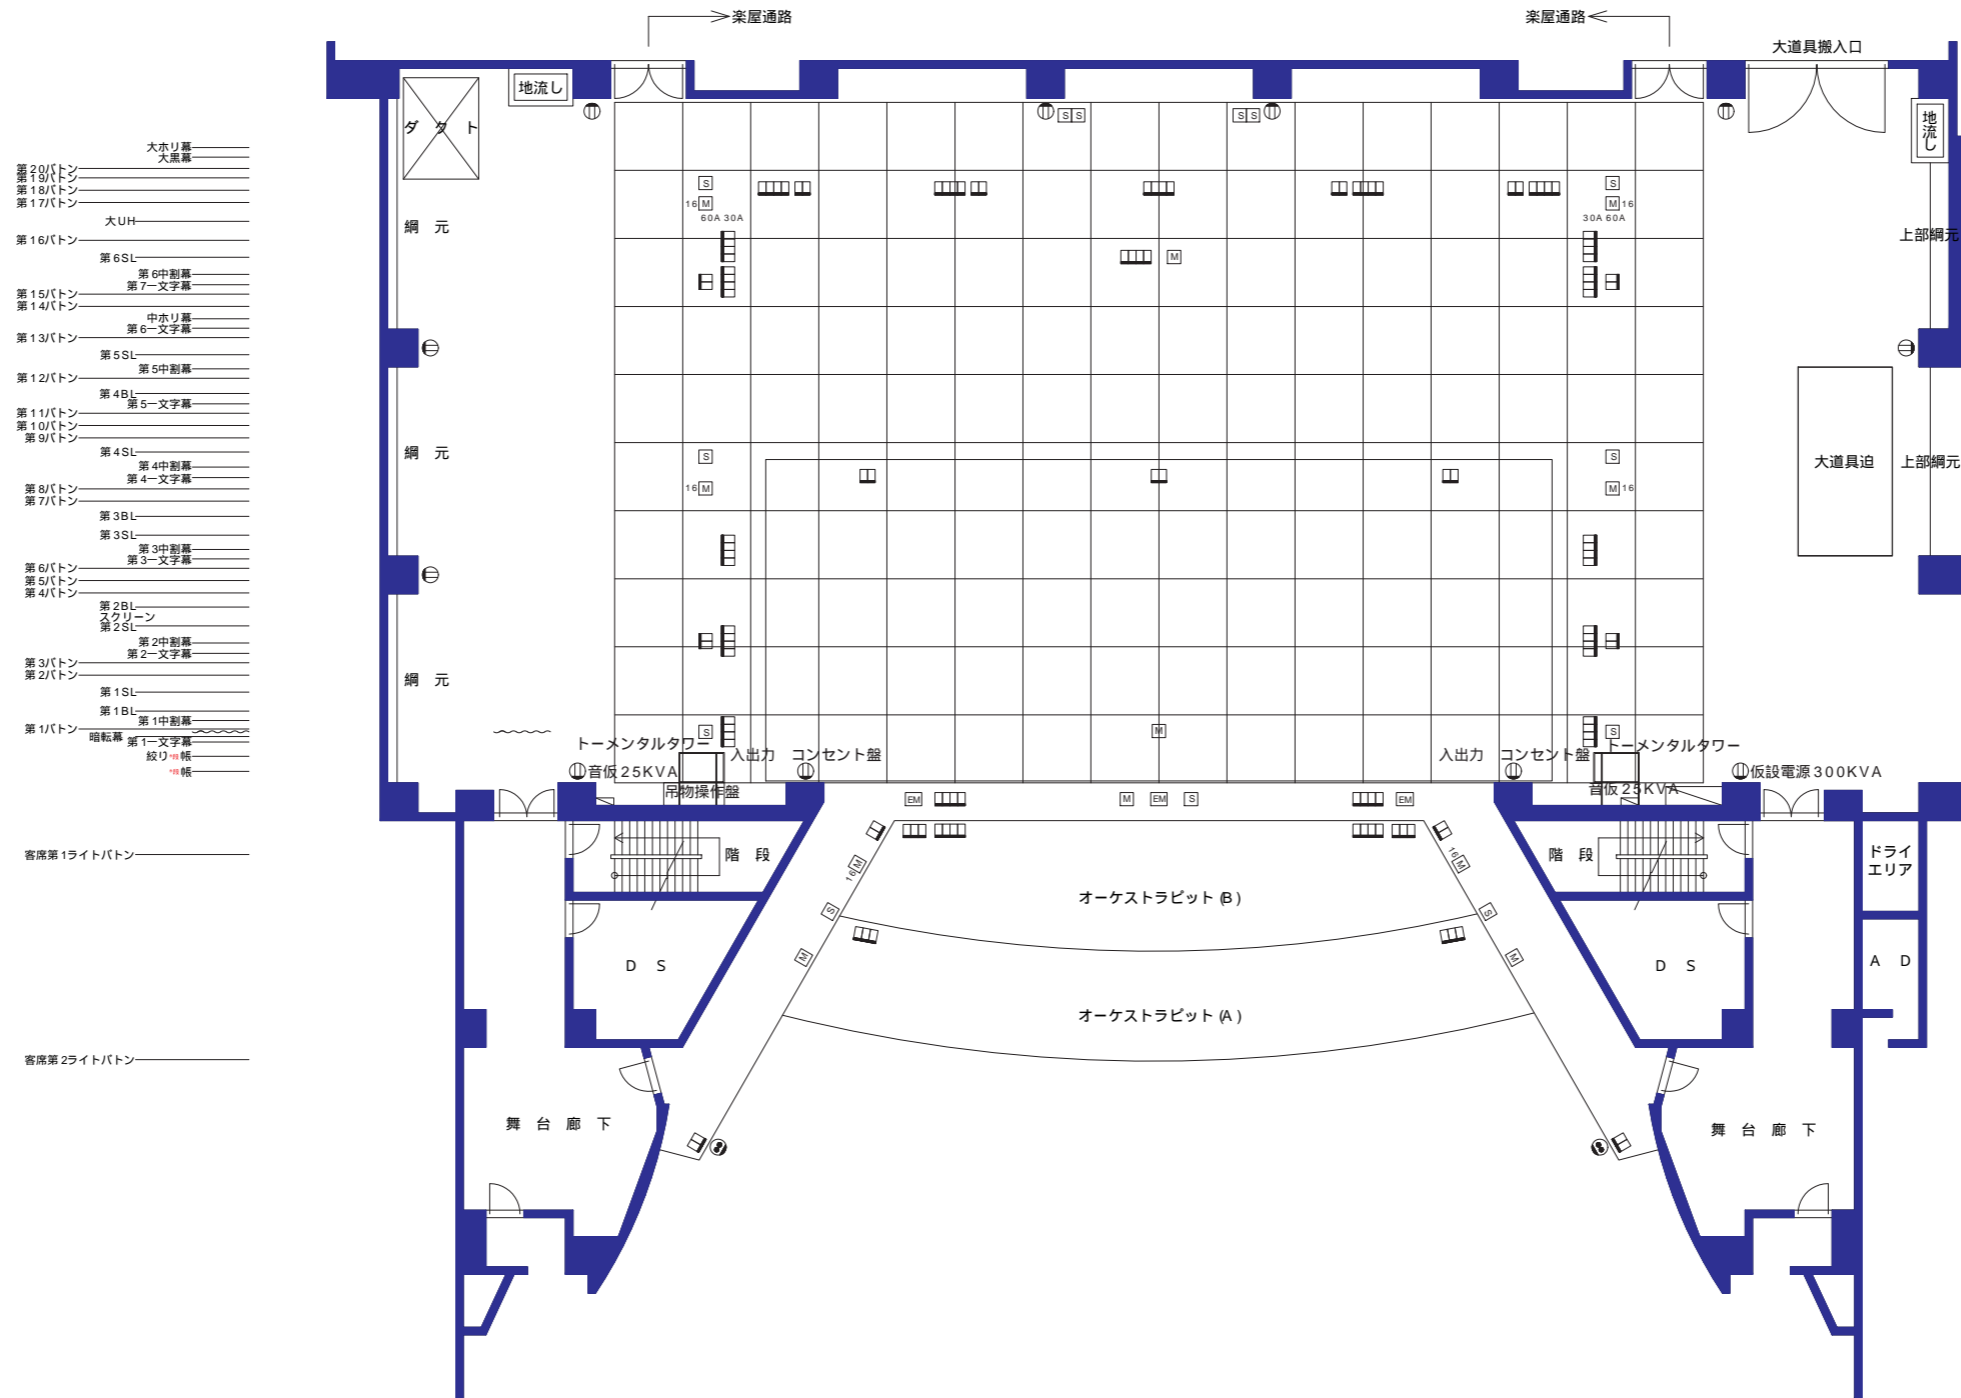 楽屋通路
楽屋通路
大道具搬入口
地流し
ダクト
地流し
大ホリ幕
大黒幕
第20バトン
第19バトン
第18バトン
第17バトン
大UH
第16バトン
第6SL
第6中割幕
第7一文字幕
第15バトン
第14バトン
中ホリ幕
第6一文字幕
第13バトン
第5SL
第5中割幕
第12バトン
第4BL
第5一文字幕
第11バトン
第10バトン
第9バトン
第4SL
第4中割幕
第4一文字幕
第8バトン
第7バトン
第3BL
第3SL
第3中割幕
第3一文字幕
第6バトン
第5バトン
第4バトン
第2BL
スクリーン
第2SL
第2中割幕
第2一文字幕
第3バトン
第2バトン
第1SL
第1BL
第1中割幕
第1バトン
暗転幕
第1一文字幕
絞り 帳
帳
客席第1ライトバトン
客席第2ライトバトン
S S
S S
S
16 M
60A 30A
S
M 16
30A 60A
M
綱 元
上部綱元
綱 元
上部綱元
大道具迫
S
16 M
S
M 16
綱 元
S
M
S
トーメンタルタワー
入出力 コンセント盤
入出力 コンセント盤
トーメンタルタワー
音仮25KVA
吊物操作盤
仮設電源300KVA
音仮25KVA
EM
M
EM
S
EM
階 段
階 段
16 M
16 M
ドライ
エリア
オーケストラピット(B)
S
S
M
M
D S
D S
A D
オーケストラピット(A)
舞 台 廊 下
舞 台 廊 下